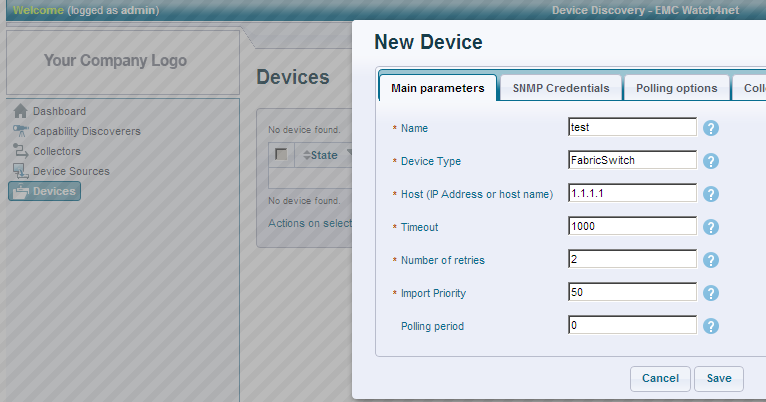 Welcome (logged as admin)
Device Discovery - EMC Watch4net
Your Company Logo
Dashboard
Capability Discoverers
Collectors
Device Sources
Devices
Devices
No device found.
State
No device found.
Actions on select
New Device
Main parameters
SNMP Credentials
Polling options
Coll
* Name
test
?
* Device Type
FabricSwitch
?
* Host (IP Address or host name)
1.1.1.1
?
* Timeout
1000
?
* Number of retries
2
?
* Import Priority
50
?
Polling period
0
?
Cancel
Save